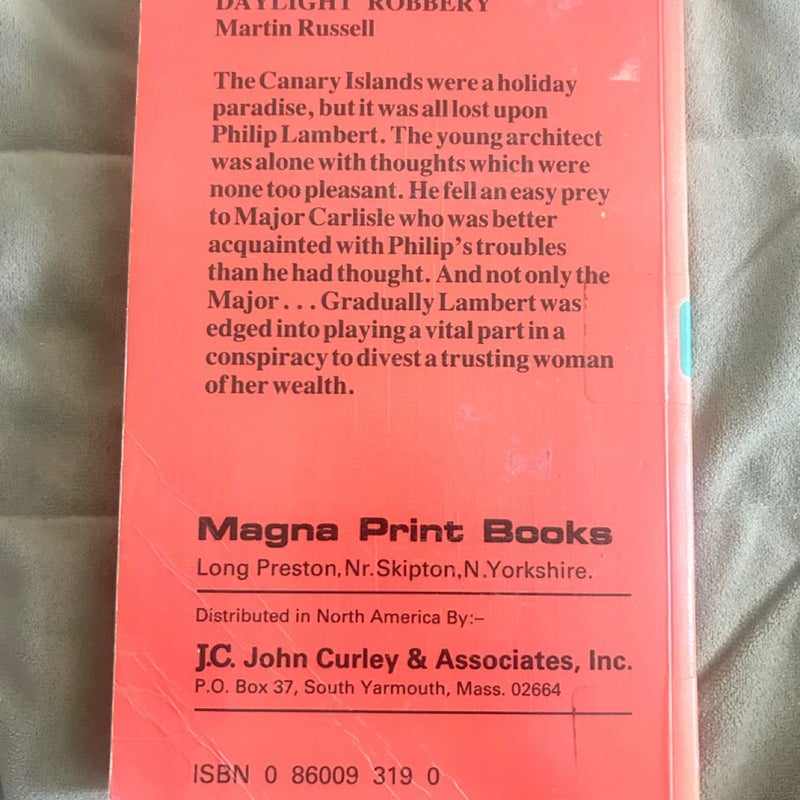 DAYLIGHT ROBBERY
Martin Russell
The Canary Islands were a holiday
paradise, but it was all lost upon
Philip Lambert. The young architect
was alone with thoughts which were
none too pleasant. He fell an easy prey
to Major Carlisle who was better
acquainted with Philip's troubles
than he had thought. And not only the
Major . . . Gradually Lambert was
edged into playing a vital part in a
conspiracy to divest a trusting woman
of her wealth.
Magna Print Books
Long Preston,Nr.Skipton,N.Yorkshire.
Distributed in North America By:–
J.C. John Curley & Associates, Inc.
P.O. Box 37, South Yarmouth, Mass. 02664
ISBN 0 86009 319 0